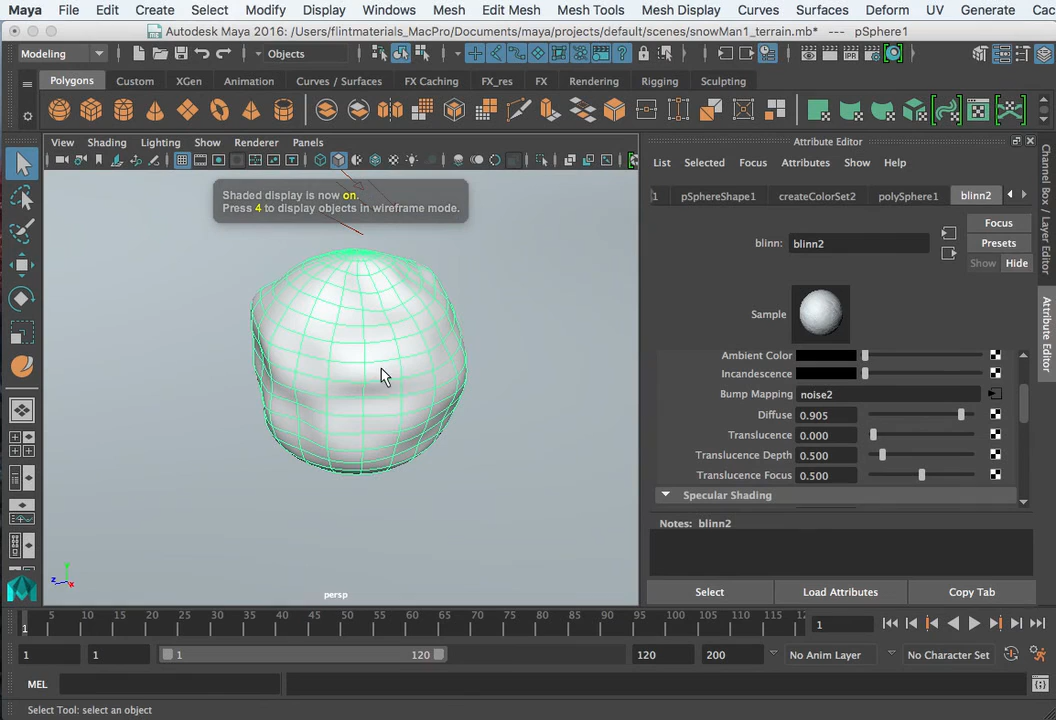 Maya File Edit Create Select Modify Display Windows Mesh Edit Mesh Mesh Tools Mesh Display Curves Surfaces Deform UV Generate Cac
Autodesk Maya 2016: /Users/flintmaterials_MacPro/Documents/maya/projects/default/scenes/snowMan1_terrain.mb* --- pSphere1
Modeling Objects
Polygons Custom XGen Animation Curves / Surfaces FX Caching FX_res FX Rendering Rigging Sculpting
View Shading Lighting Show Renderer Panels
Attribute Editor
List Selected Focus Attributes Show Help
Shaded display is now on.
Press 4 to display objects in wireframe mode.
1 pSphereShape1 createColorSet2 polySphere1 blinn2
blinn: blinn2
Focus
Presets
Show Hide
Sample
Ambient Color
Incandescence
Bump Mapping noise2
Diffuse 0.905
Translucence 0.000
Translucence Depth 0.500
Translucence Focus 0.500
Specular Shading
Notes: blinn2
Select Load Attributes Copy Tab
Channel Box / Layer Editor
Attribute Editor
IPR
y
z
x
persp
5 10 15 20 25 30 35 40 45 50 55 60 65 70 75 80 85 90 95 100 105 110 115 12
1
1
1 1 1 120 120 200 No Anim Layer No Character Set
MEL
Select Tool: select an object